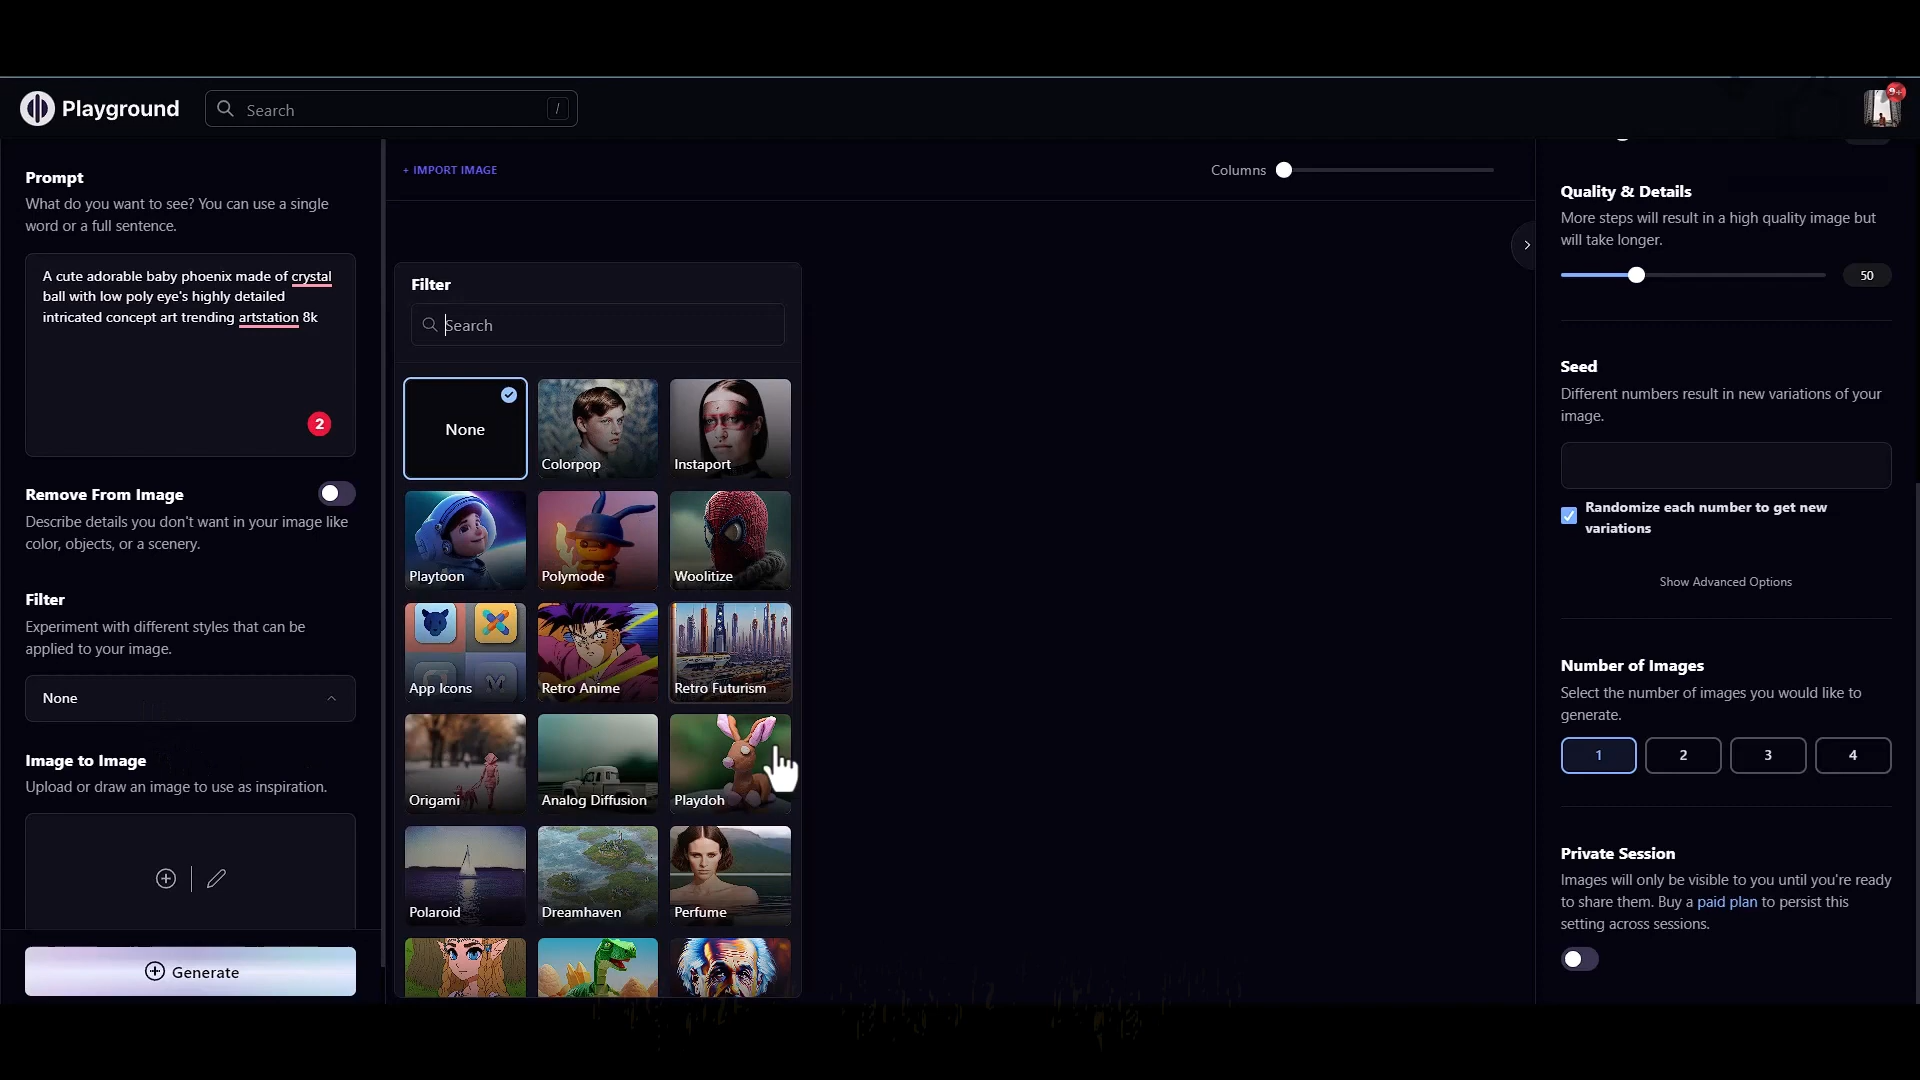 Playground
Search
/
9+
Prompt
What do you want to see? You can use a single
word or a full sentence.
A cute adorable baby phoenix made of crystal
ball with low poly eye's highly detailed
intricated concept art trending artstation 8k
2
Remove From Image
Describe details you don't want in your image like
color, objects, or a scenery.
Filter
Experiment with different styles that can be
applied to your image.
None
Image to Image
Upload or draw an image to use as inspiration.
Generate
+ IMPORT IMAGE
Columns
Filter
Search
None
Colorpop
Instaport
Playtoon
Polymode
Woolitize
App Icons
Retro Anime
Retro Futurism
Origami
Analog Diffusion
Playdoh
Polaroid
Dreamhaven
Perfume
Quality & Details
More steps will result in a high quality image but
will take longer.
50
Seed
Different numbers result in new variations of your
image.
Randomize each number to get new
variations
Show Advanced Options
Number of Images
Select the number of images you would like to
generate.
1
2
3
4
Private Session
Images will only be visible to you until you're ready
to share them. Buy a paid plan to persist this
setting across sessions.